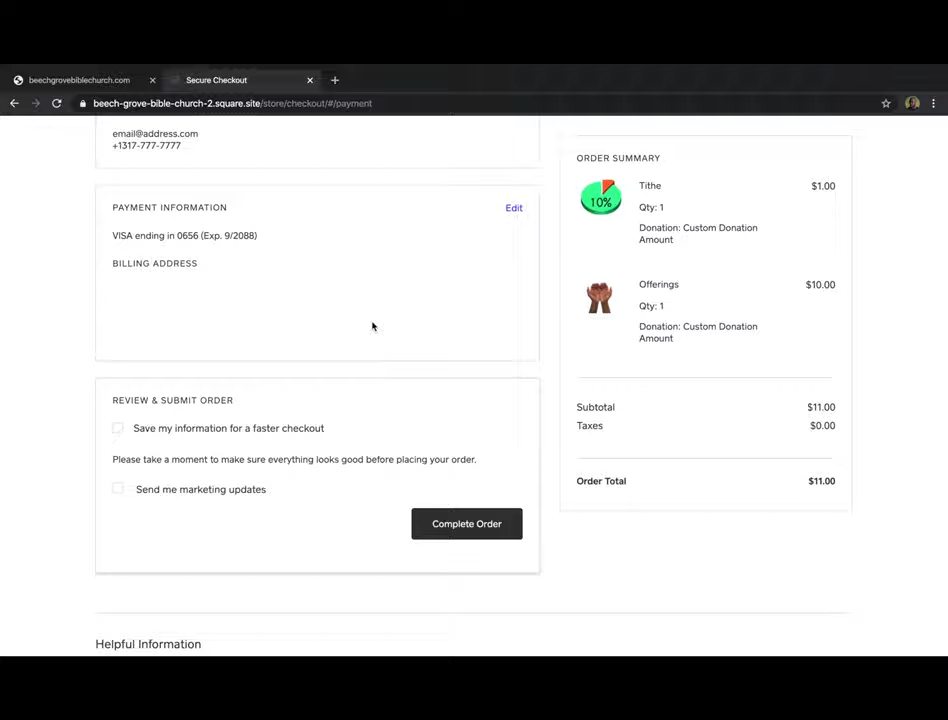 beechgrovebiblechurch.com
Secure Checkout
beech-grove-bible-church-2.square.site/store/checkout/#/payment
email@address.com
+1317-777-7777
PAYMENT INFORMATION
Edit
VISA ending in 0656 (Exp. 9/2088)
BILLING ADDRESS
REVIEW & SUBMIT ORDER
Save my information for a faster checkout
Please take a moment to make sure everything looks good before placing your order.
Send me marketing updates
Complete Order
Helpful Information
ORDER SUMMARY
10%
Tithe $1.00
Qty: 1
Donation: Custom Donation
Amount
Offerings $10.00
Qty: 1
Donation: Custom Donation
Amount
Subtotal $11.00
Taxes $0.00
Order Total $11.00